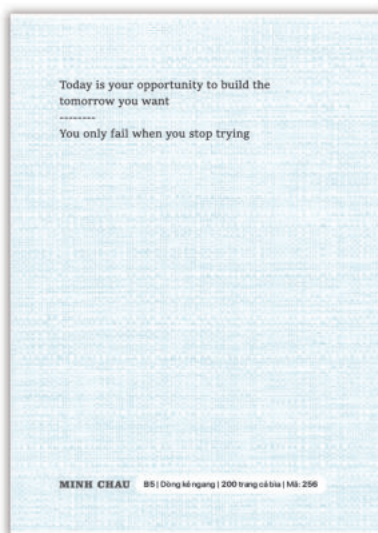 Today is your opportunity to build the
tomorrow you want
--------
You only fail when you stop trying
MINH CHAU B5 | Dòng kẻ ngang | 200 trang cả bìa | Mã: 256